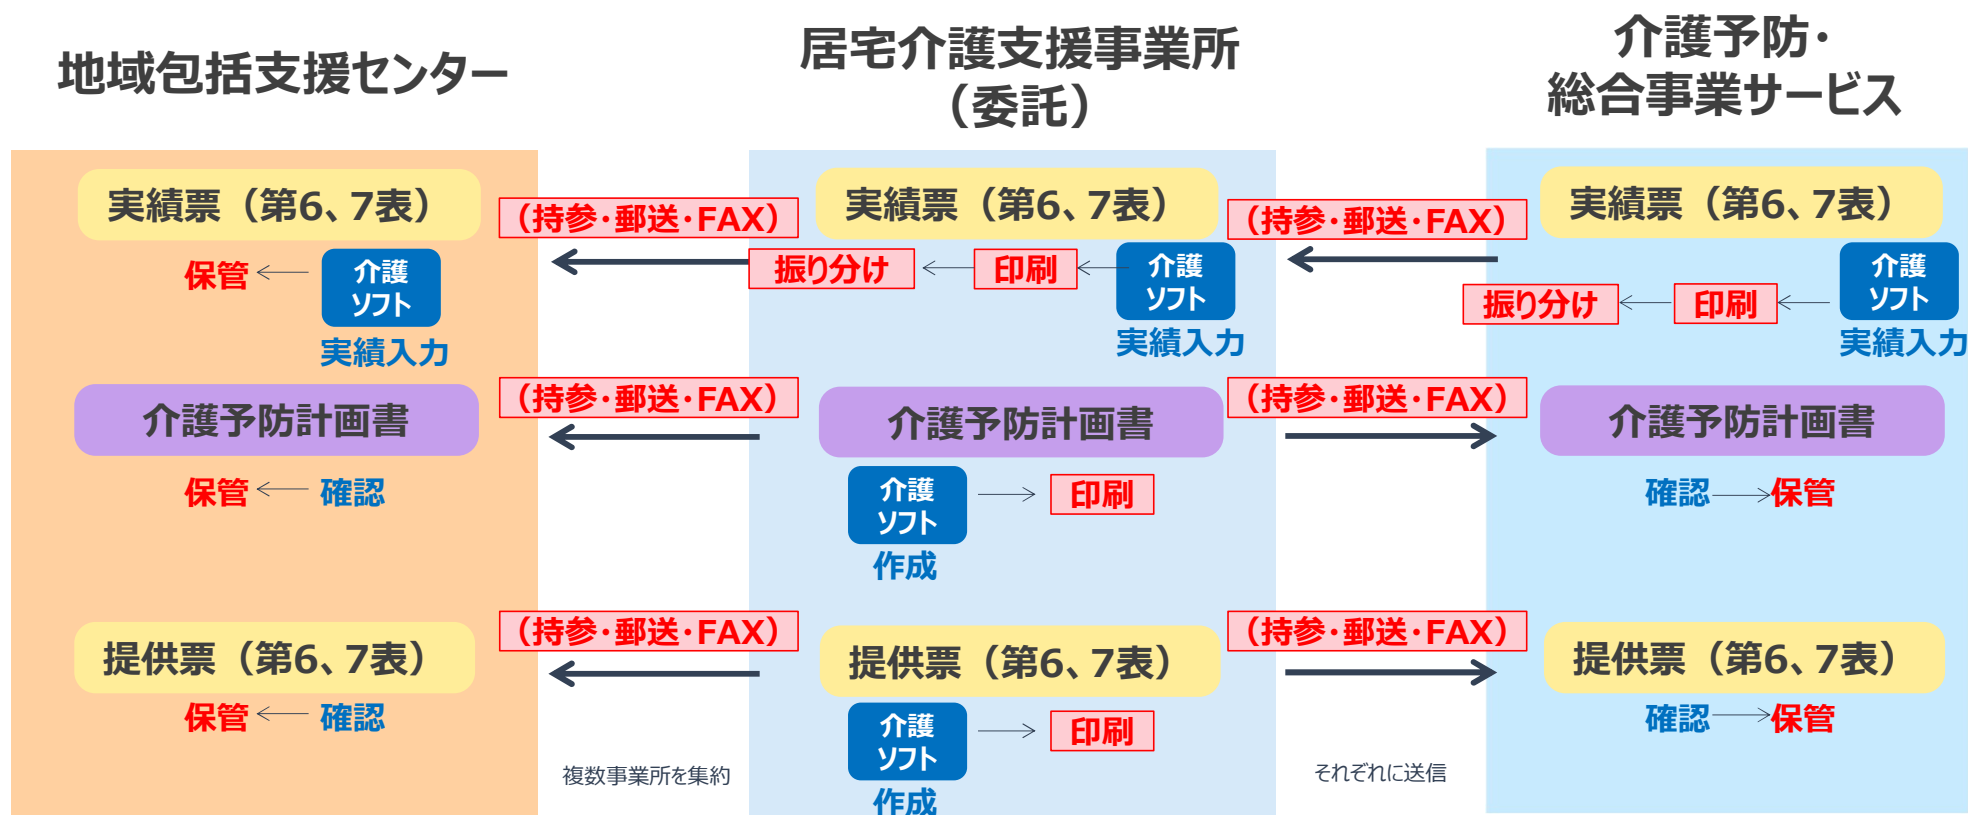 地域包括支援センター
居宅介護支援事業所
（委託）
介護予防・
総合事業サービス
実績票（第6、7表）
（持参・郵送・FAX）
実績票（第6、7表）
（持参・郵送・FAX）
実績票（第6、7表）
保管
介護
ソフト
実績入力
振り分け
印刷
介護
ソフト
実績入力
振り分け
印刷
介護
ソフト
実績入力
介護予防計画書
（持参・郵送・FAX）
介護予防計画書
（持参・郵送・FAX）
介護予防計画書
保管
確認
介護
ソフト
作成
印刷
確認
保管
提供票（第6、7表）
（持参・郵送・FAX）
提供票（第6、7表）
（持参・郵送・FAX）
提供票（第6、7表）
保管
確認
介護
ソフト
作成
印刷
確認
保管
複数事業所を集約
それぞれに送信